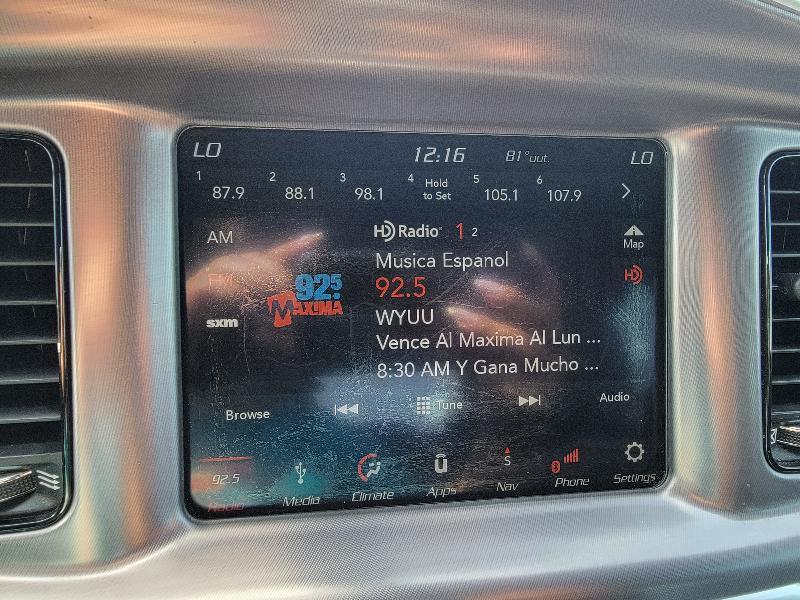 LO 12:16 81° out. LO
1 87.9 2 88.1 3 98.1 4 Hold to Set 5 105.1 6 107.9
AM
FM
sxm
92.5
MAXIMA
HD Radio 1 2
Musica Espanol
92.5
WYUU
Vence Al Maxima Al Lun ...
8:30 AM Y Gana Mucho ...
Map
HD
Browse Tune Audio
92.5 S
Radio Media Climate Apps Nav Phone Settings